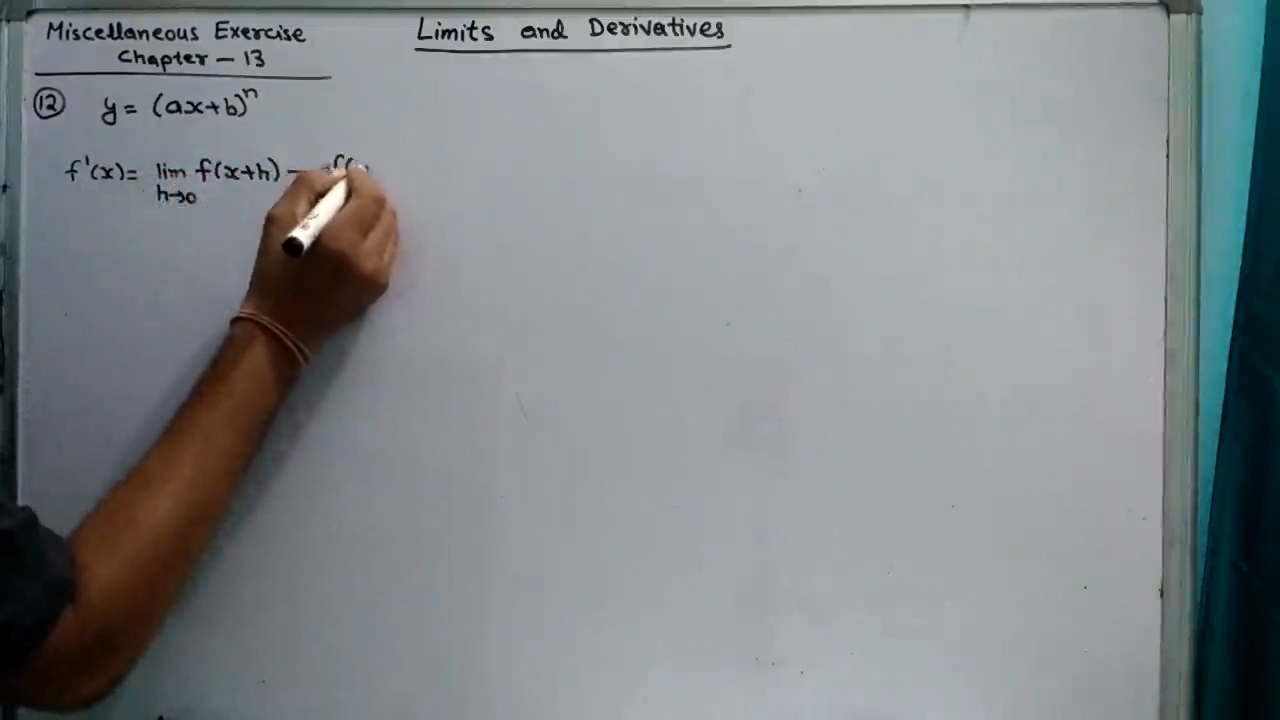 Limits and Derivatives
Miscellaneous Exercise
Chapter - 13
12 y = (ax+b)^n
f'(x) = lim f(x+h) - f(
h→0